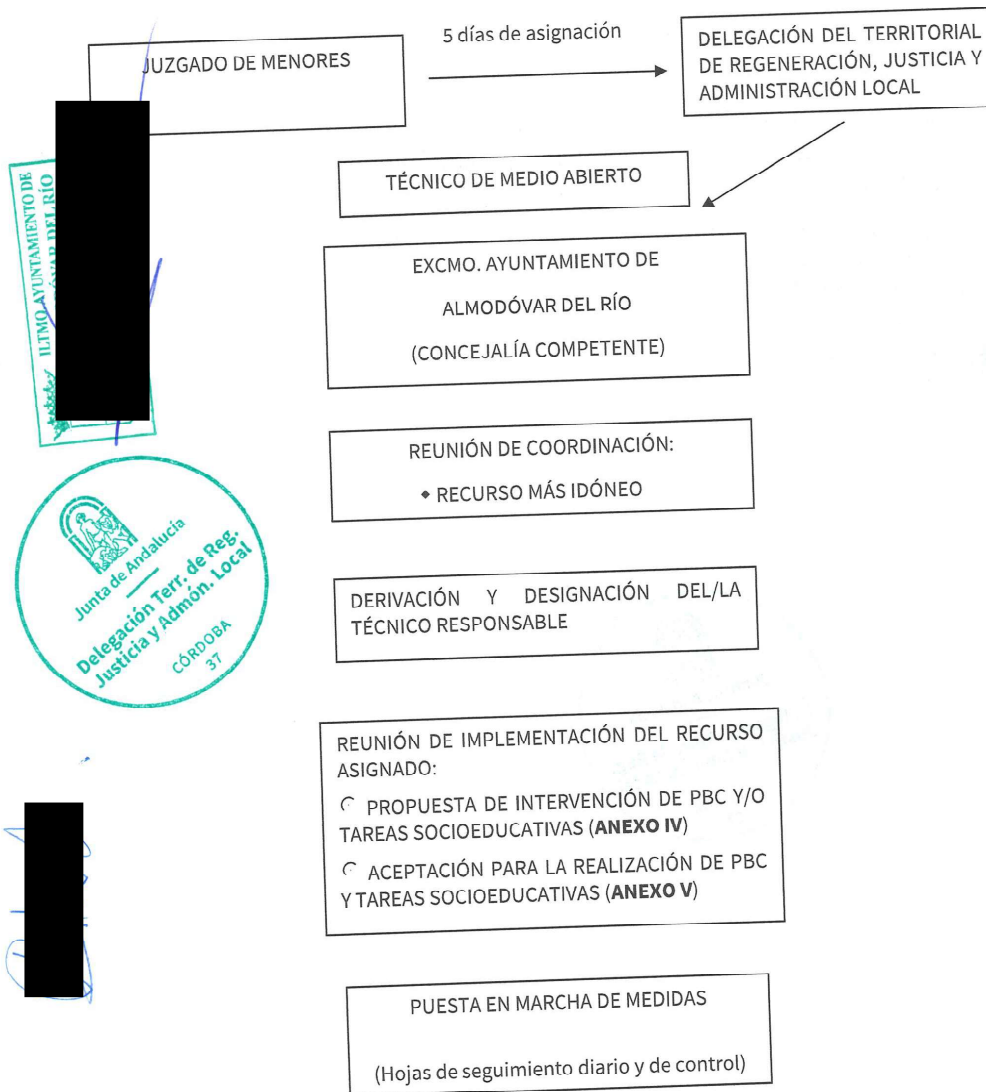 JUZGADO DE MENORES
5 días de asignación
DELEGACIÓN DEL TERRITORIAL
DE REGENERACIÓN, JUSTICIA Y
ADMINISTRACIÓN LOCAL
TÉCNICO DE MEDIO ABIERTO
EXCMO. AYUNTAMIENTO DE
ALMODÓVAR DEL RÍO
(CONCEJALÍA COMPETENTE)
ILTMO. AYUNTAMIENTO DE
DEL RÍO
REUNIÓN DE COORDINACIÓN:
• RECURSO MÁS IDÓNEO
Junta de Andalucía
Delegación Terr. de Reg.
Justicia y Admón. Local
CÓRDOBA
37
DERIVACIÓN Y DESIGNACIÓN DEL/LA
TÉCNICO RESPONSABLE
REUNIÓN DE IMPLEMENTACIÓN DEL RECURSO
ASIGNADO:
PROPUESTA DE INTERVENCIÓN DE PBC Y/O
TAREAS SOCIOEDUCATIVAS (ANEXO IV)
ACEPTACIÓN PARA LA REALIZACIÓN DE PBC
Y TAREAS SOCIOEDUCATIVAS (ANEXO V)
PUESTA EN MARCHA DE MEDIDAS
(Hojas de seguimiento diario y de control)